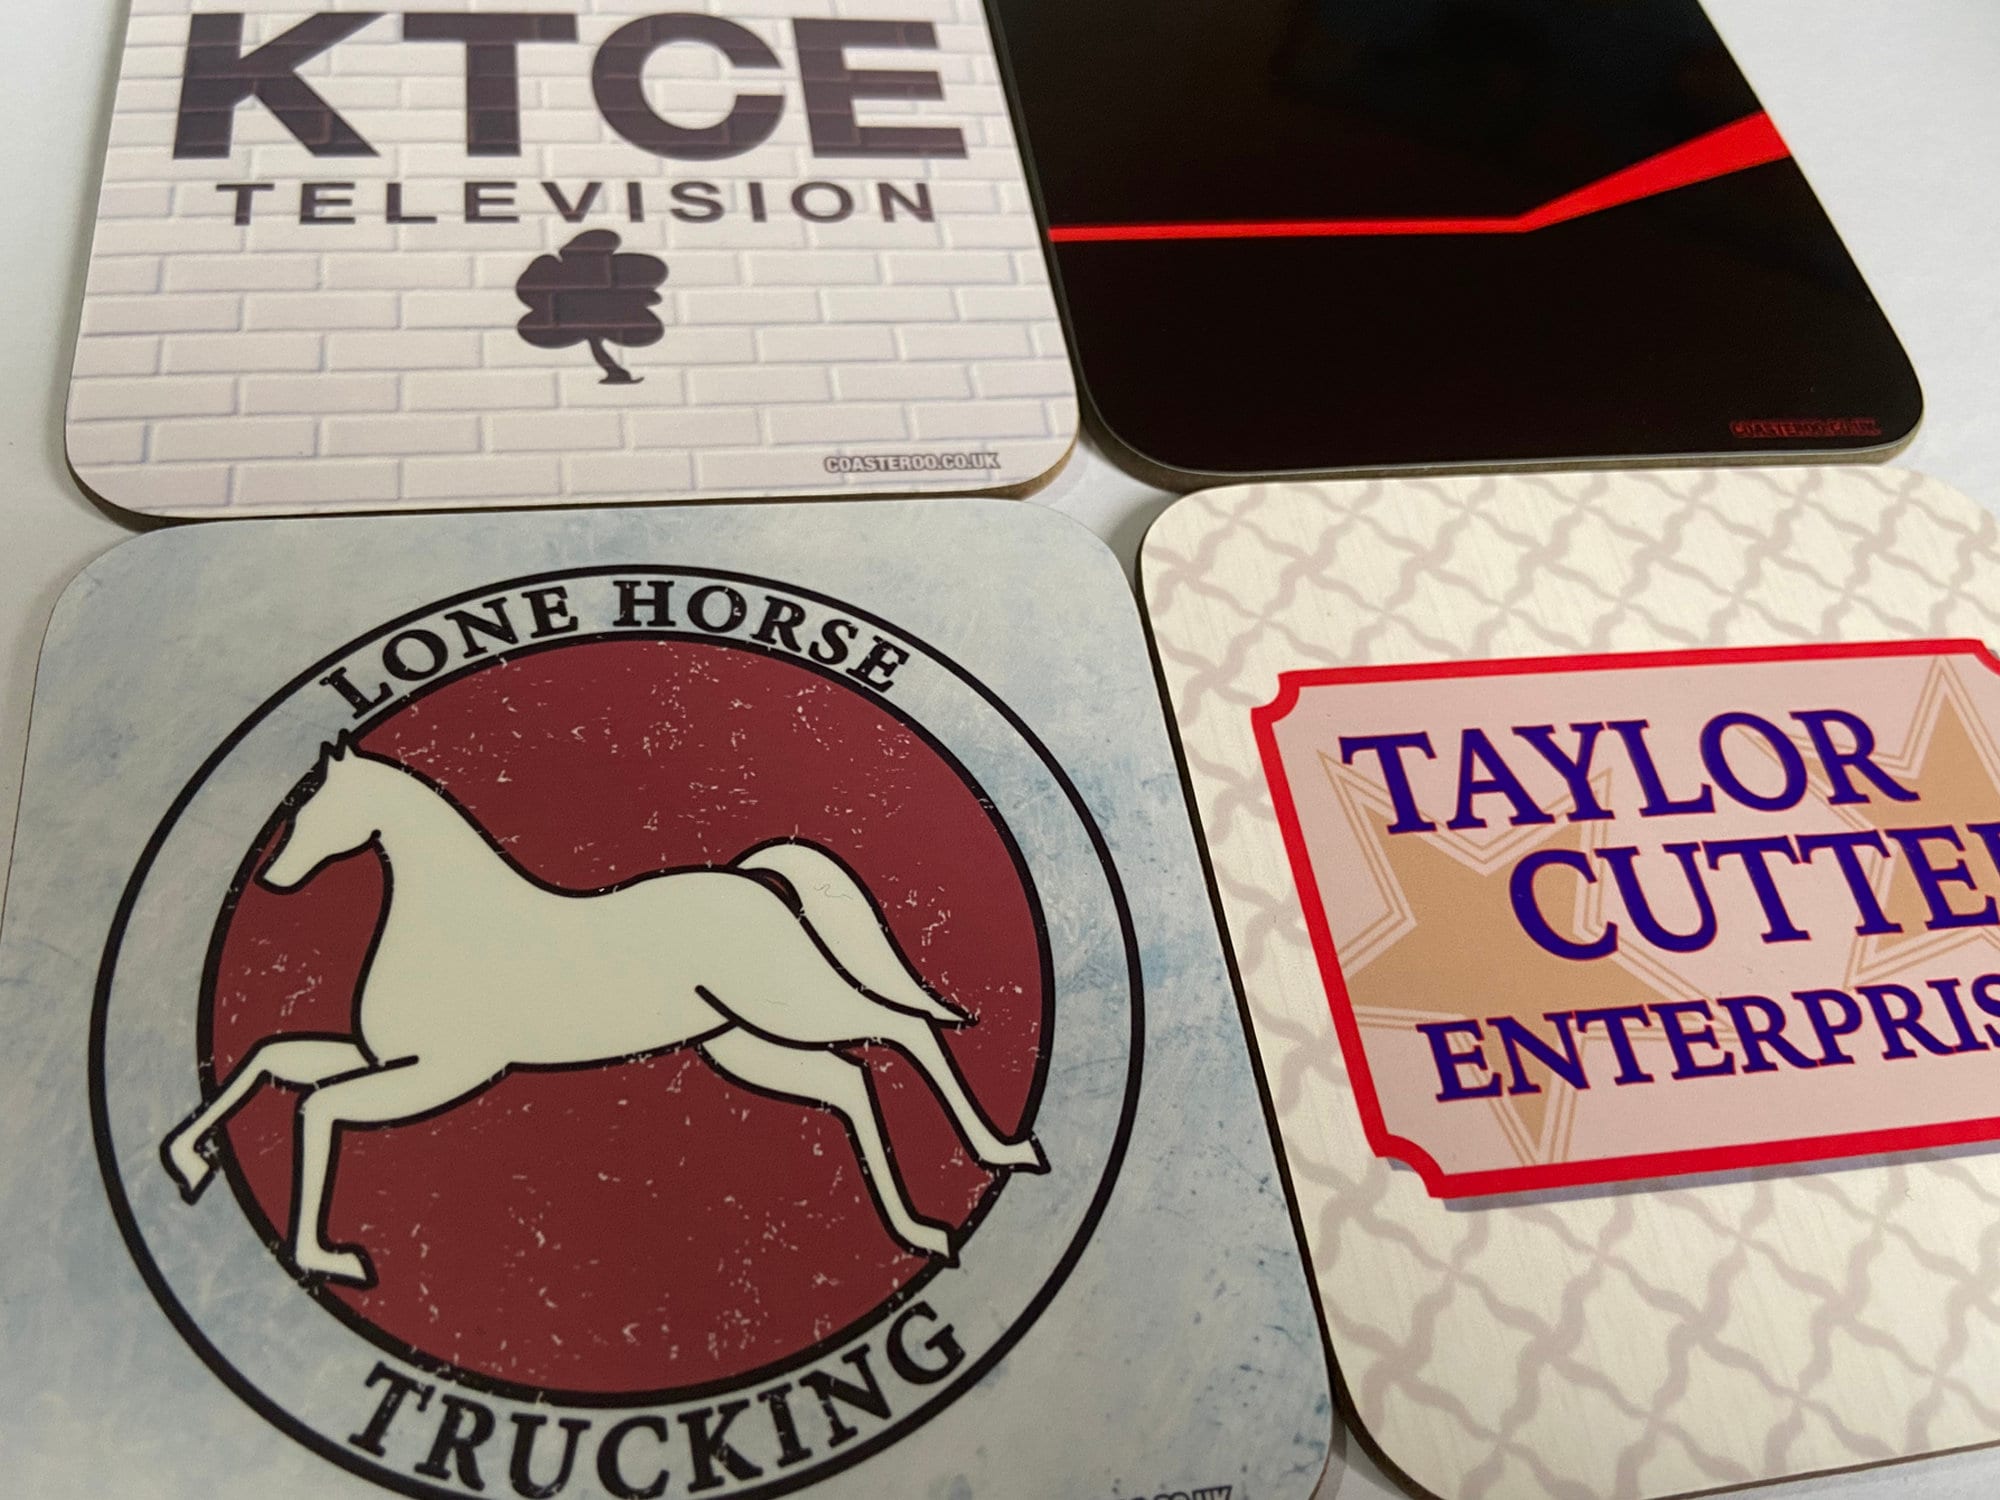 KTCE
TELEVISION
COASTEROO.CO.UK
COASTEROO.CO.UK
LONE HORSE
TRUCKING
TAYLOR
CUTTE
ENTERPRIS